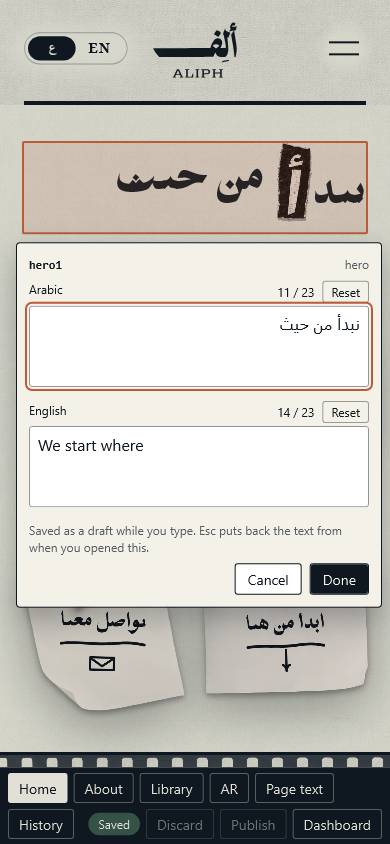 ع EN
ألف
ALIPH
نبدأ من حيث
hero1 hero
Arabic 11 / 23 Reset
نبدأ من حيث
English 14 / 23 Reset
We start where
Saved as a draft while you type. Esc puts back the text from
when you opened this.
Cancel Done
تواصل معنا
ابدأ من هنا
Home About Library AR Page text
History Saved Discard Publish Dashboard